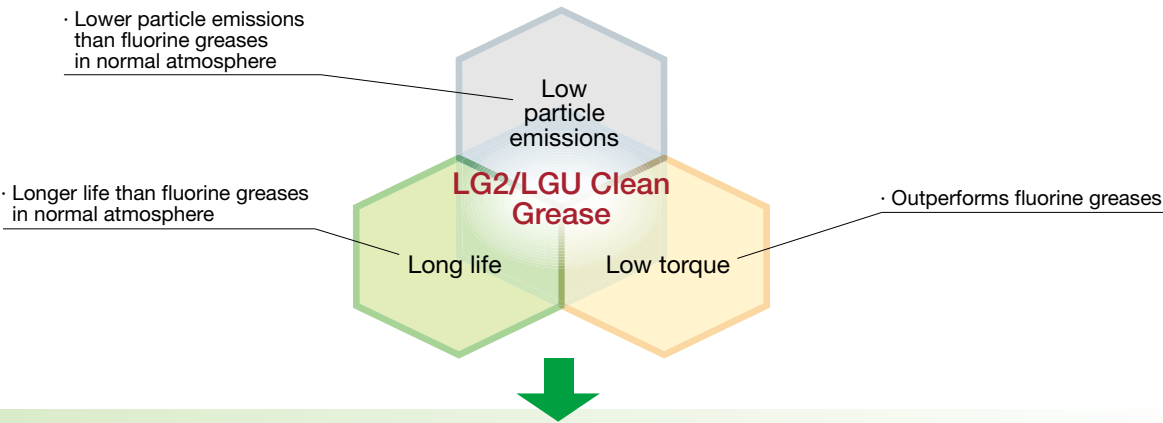 · Lower particle emissions
than fluorine greases
in normal atmosphere
Low
particle
emissions
LG2/LGU Clean
Grease
· Longer life than fluorine greases
in normal atmosphere
· Outperforms fluorine greases
Long life
Low torque